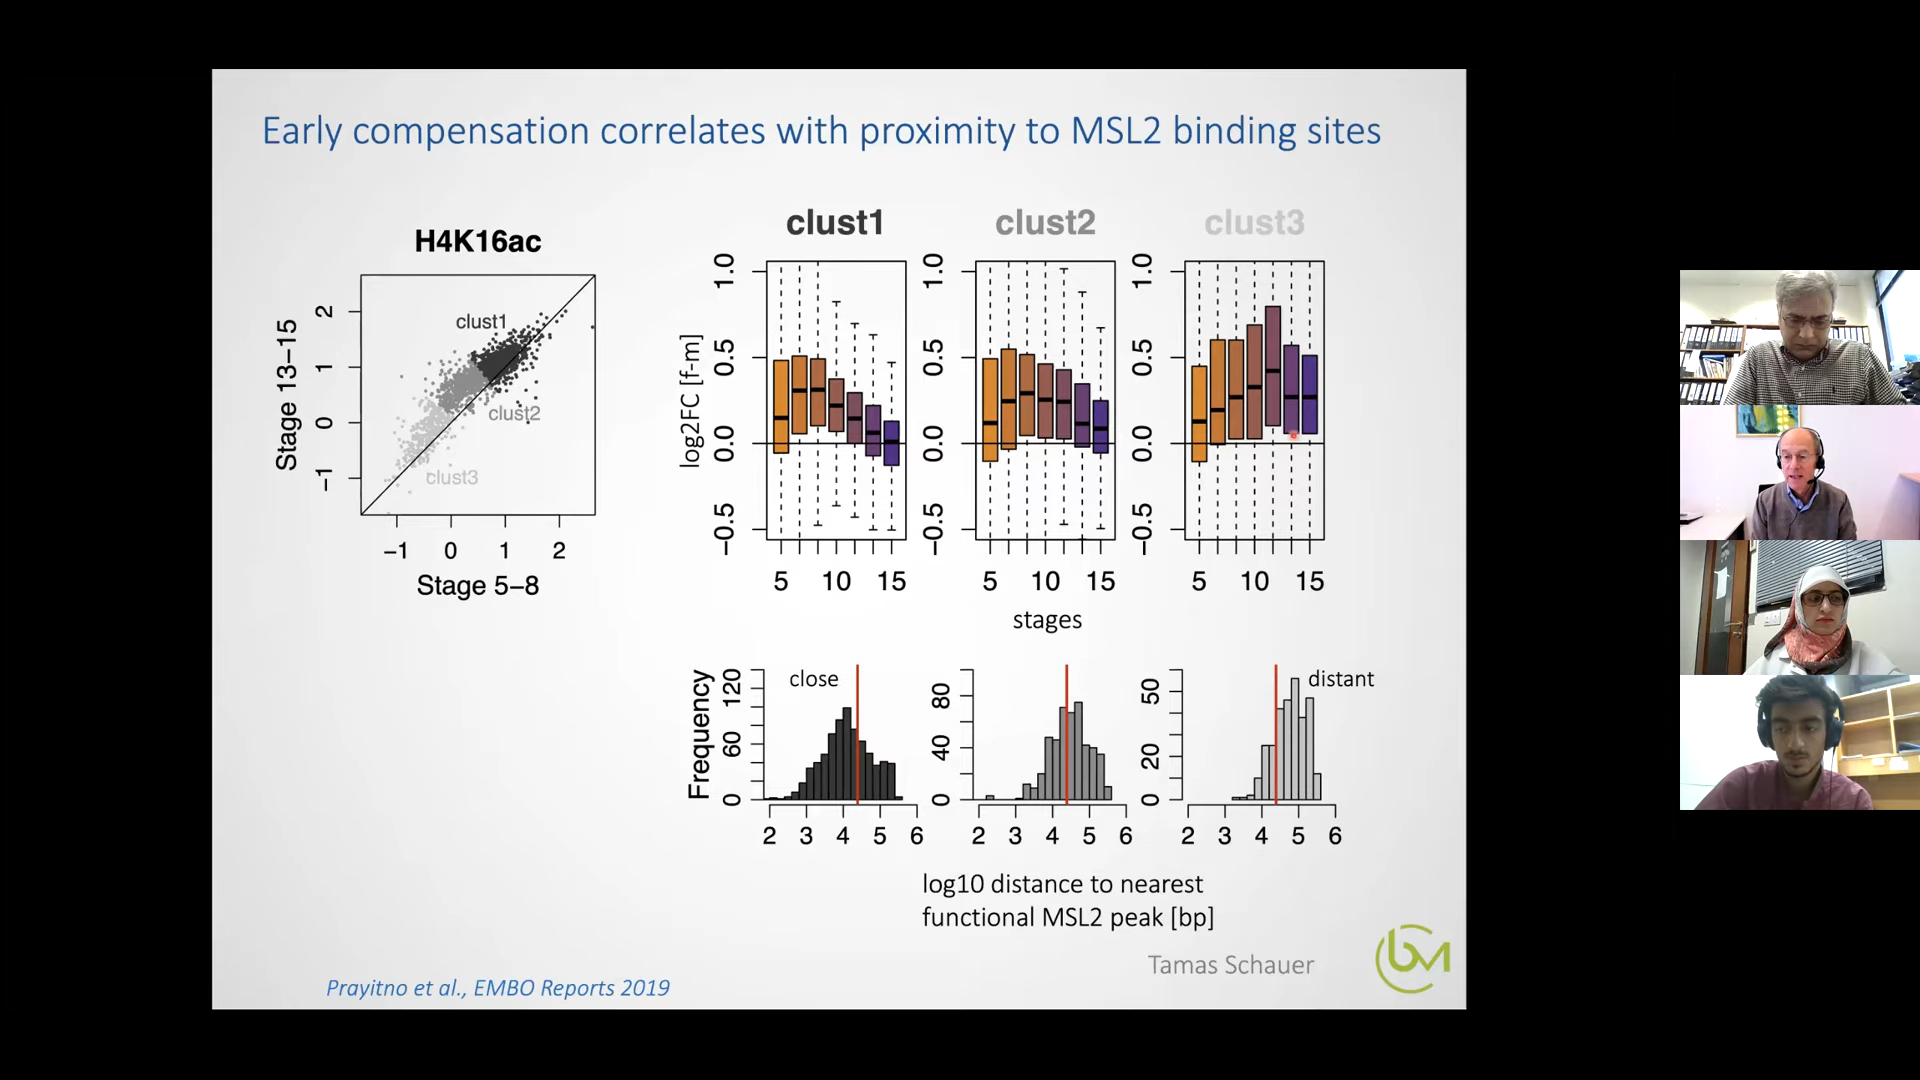 Early compensation correlates with proximity to MSL2 binding sites
H4K16ac
Stage 13–15
2
1
0
−1
clust1
clust2
clust3
−1 0 1 2
Stage 5–8
clust1 clust2 clust3
log2FC [f-m]
1.0
0.5
0.0
−0.5
1.0
0.5
0.0
−0.5
1.0
0.5
0.0
−0.5
5 10 15 5 10 15 5 10 15
stages
Frequency
120
60
0
close
80
40
0
50
20
0
distant
2 3 4 5 6 2 3 4 5 6 2 3 4 5 6
log10 distance to nearest
functional MSL2 peak [bp]
Tamas Schauer
bm
Prayitno et al., EMBO Reports 2019